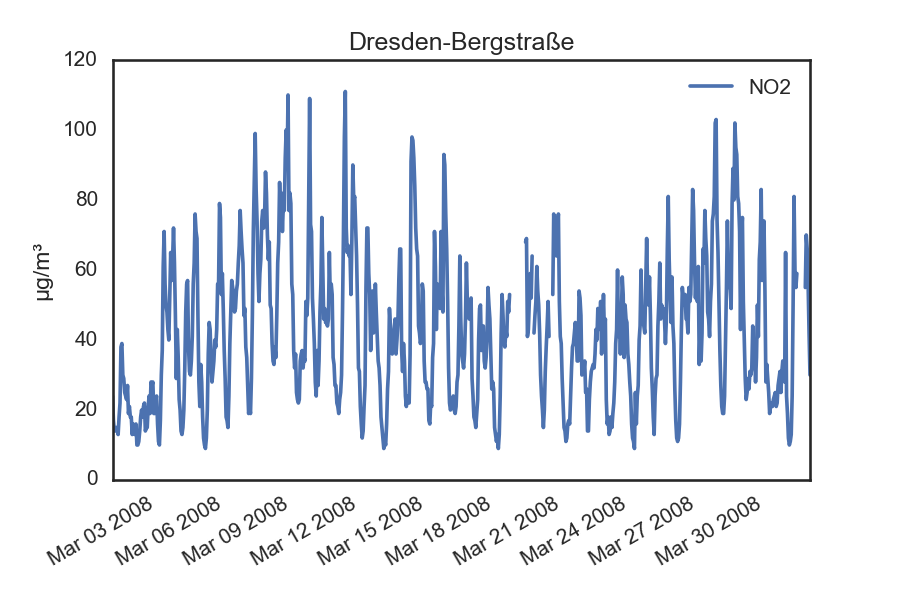 Dresden-Bergstraße
NO2
µg/m³
120
100
80
60
40
20
0
Mar 03 2008
Mar 06 2008
Mar 09 2008
Mar 12 2008
Mar 15 2008
Mar 18 2008
Mar 21 2008
Mar 24 2008
Mar 27 2008
Mar 30 2008